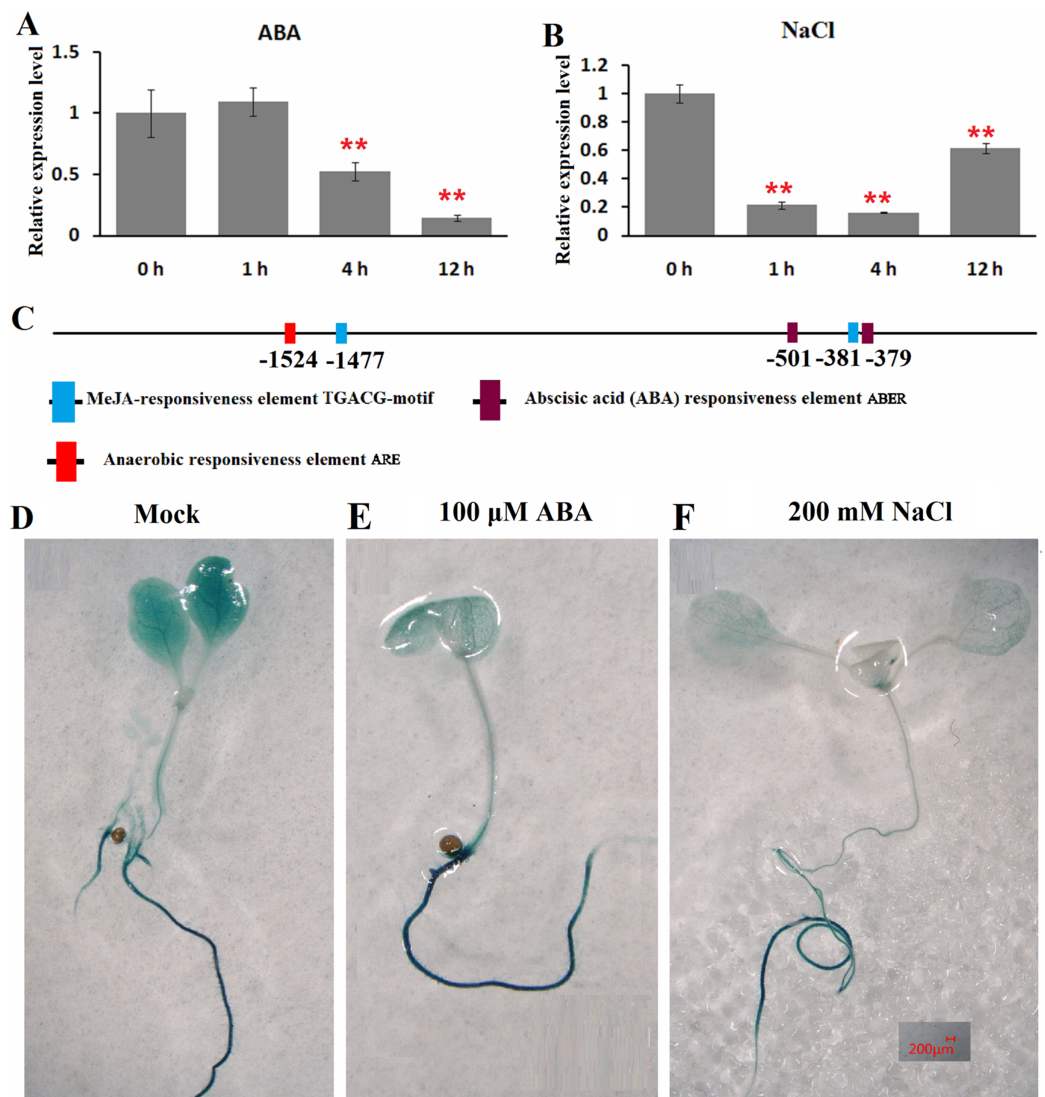 A
ABA
Relative expression level
1.5
1
0.5
0
**
**
0 h
1 h
4 h
12 h
B
NaCl
Relative expression level
1.2
1
0.8
0.6
0.4
0.2
0
**
**
**
0 h
1 h
4 h
12 h
C
-1524
-1477
-501
-381
-379
MeJA-responsiveness element TGACG-motif
Abscisic acid (ABA) responsiveness element ABER
Anaerobic responsiveness element ARE
D
Mock
E
100 μM ABA
F
200 mM NaCl
200μm